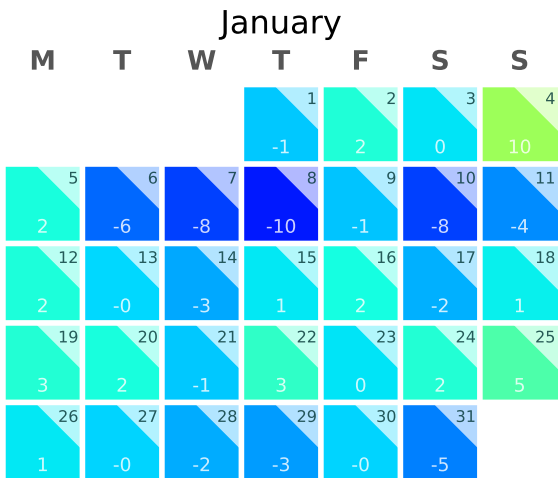 January
M T W T F S S
1 2 3 4
-1 2 0 10
5 6 7 8 9 10 11
2 -6 -8 -10 -1 -8 -4
12 13 14 15 16 17 18
2 -0 -3 1 2 -2 1
19 20 21 22 23 24 25
3 2 -1 3 0 2 5
26 27 28 29 30 31
1 -0 -2 -3 -0 -5